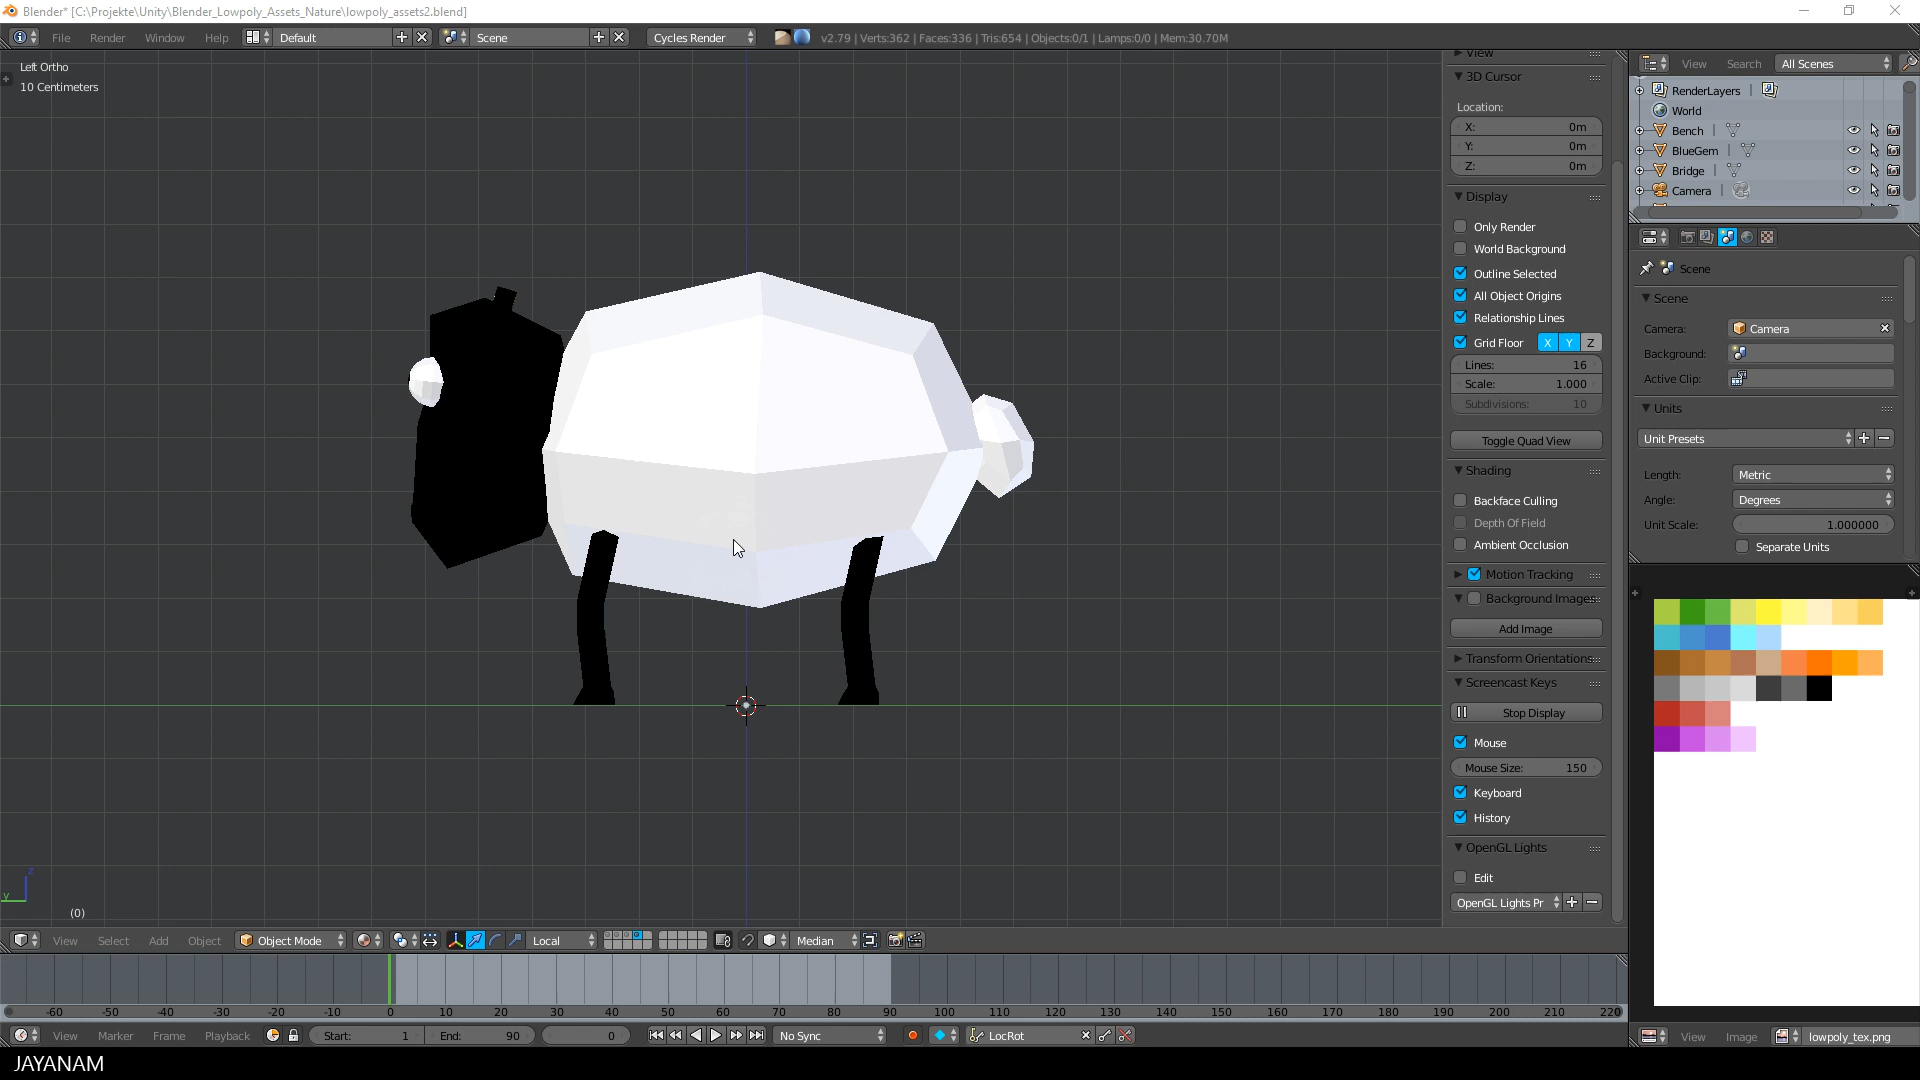 Blender* [C:\Projekte\Unity\Blender_Lowpoly_Assets_Nature\lowpoly_assets2.blend]
File Render Window Help Default Scene Cycles Render v2.79 | Verts:362 | Faces:336 | Tris:654 | Objects:0/1 | Lamps:0/0 | Mem:30.70M
Left Ortho
10 Centimeters
View
3D Cursor
Location:
X: 0m
Y: 0m
Z: 0m
Display
Only Render
World Background
Outline Selected
All Object Origins
Relationship Lines
Grid Floor X Y Z
Lines: 16
Scale: 1.000
Subdivisions: 10
Toggle Quad View
Shading
Backface Culling
Depth Of Field
Ambient Occlusion
Motion Tracking
Background Images
Add Image
Transform Orientations
Screencast Keys
Stop Display
Mouse
Mouse Size: 150
Keyboard
History
OpenGL Lights
Edit
OpenGL Lights Pr
View Search All Scenes
RenderLayers
World
Bench
BlueGem
Bridge
Camera
Scene
Scene
Camera: Camera
Background:
Active Clip:
Units
Unit Presets
Length: Metric
Angle: Degrees
Unit Scale: 1.000000
Separate Units
z
y
(0)
View Select Add Object Object Mode Local Median
-60 -50 -40 -30 -20 -10 0 10 20 30 40 50 60 70 80 90 100 110 120 130 140 150 160 170 180 190 200 210 220
View Marker Frame Playback Start: 1 End: 90 0 No Sync LocRot
View Image lowpoly_tex.png
JAYANAM